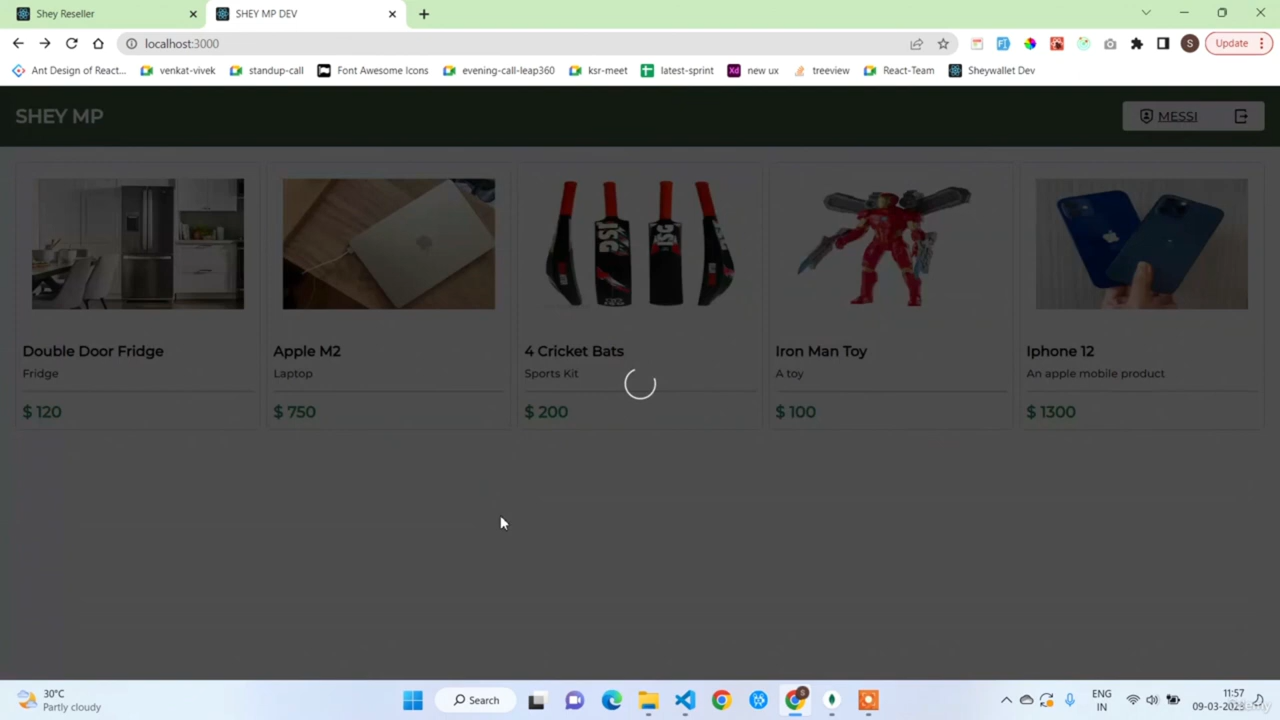 Shey Reseller
SHEY MP DEV
localhost:3000
S
Update
Ant Design of React...
venkat-vivek
standup-call
Font Awesome Icons
evening-call-leap360
ksr-meet
latest-sprint
Xd new ux
treeview
React-Team
Sheywallet Dev
SHEY MP
MESSI
Double Door Fridge
Fridge
$ 120
Apple M2
Laptop
$ 750
4 Cricket Bats
Sports Kit
$ 200
Iron Man Toy
A toy
$ 100
Iphone 12
An apple mobile product
$ 1300
30°C
Partly cloudy
Search
ENG
IN
11:57
09-03-2023